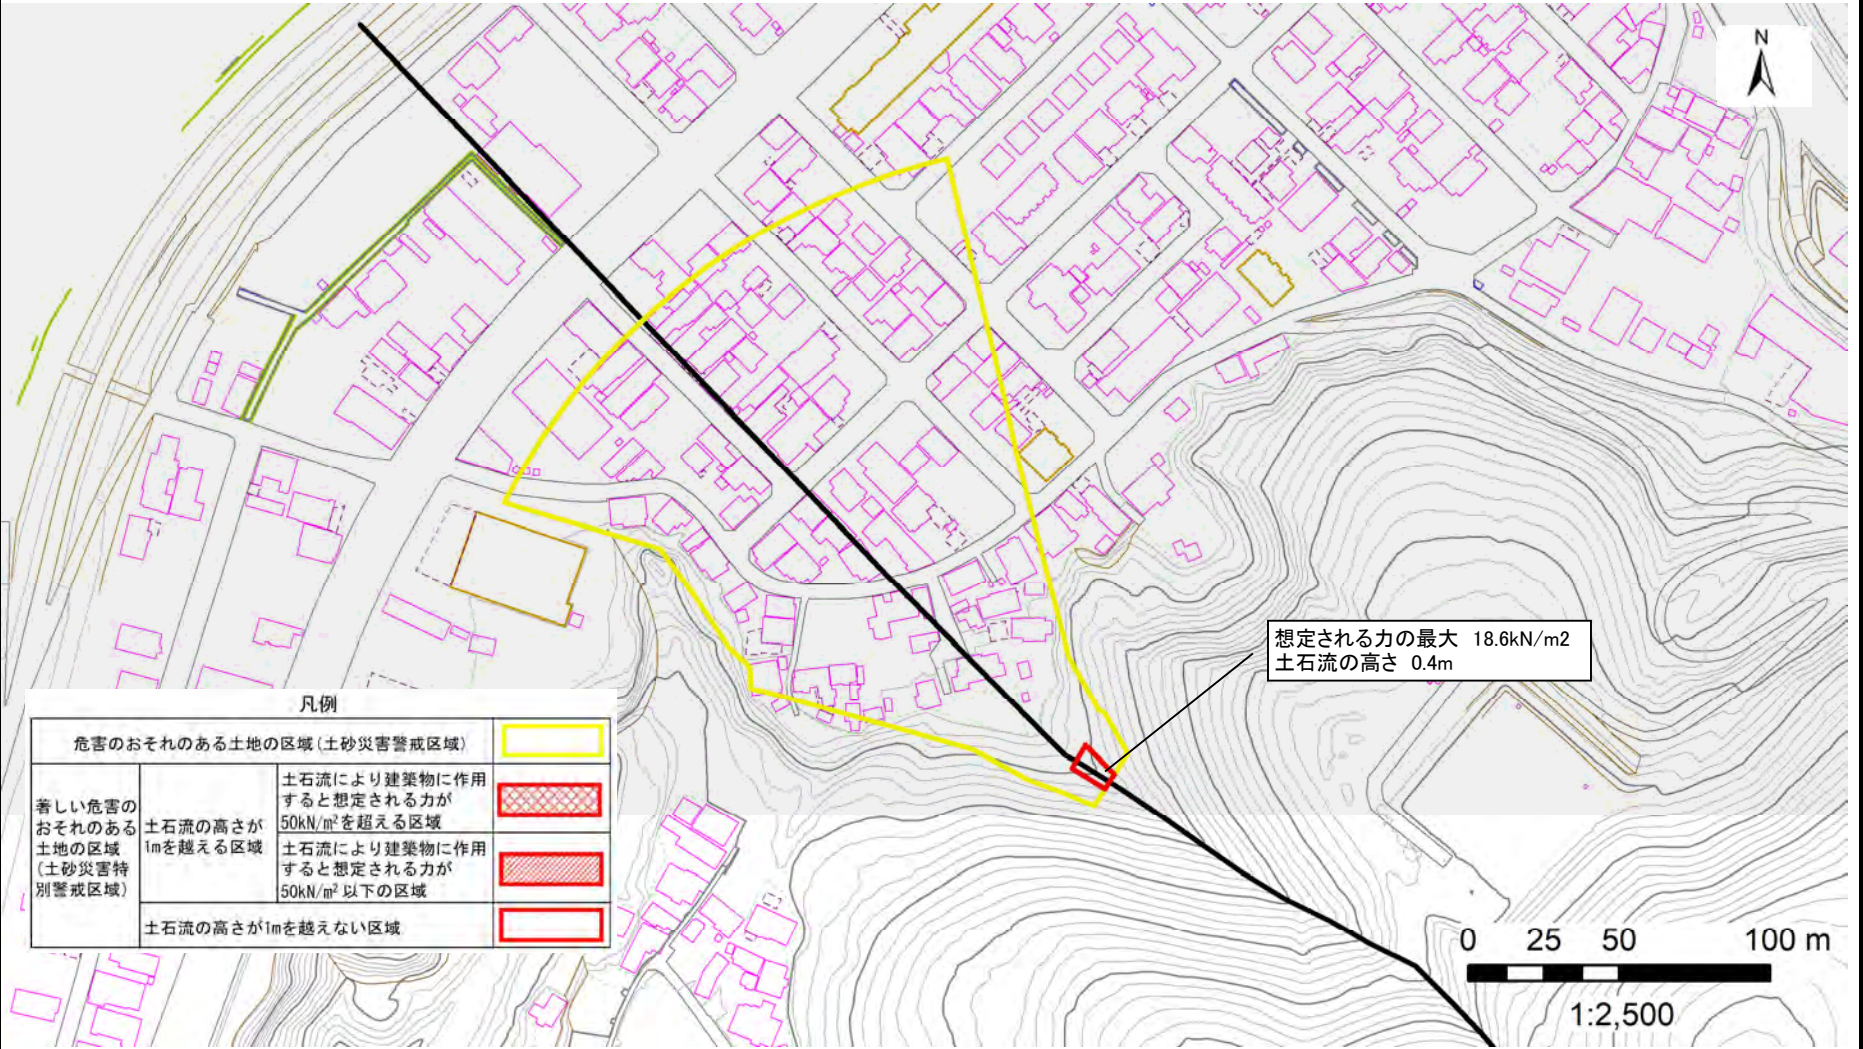 N
想定される力の最大 18.6kN/m2
土石流の高さ 0.4m
凡例
危害のおそれのある土地の区域(土砂災害警戒区域)
著しい危害の
おそれのある
土地の区域
(土砂災害特
別警戒区域)
土石流の高さが
1mを越える区域
土石流により建築物に作用
すると想定される力が
50kN/m²を超える区域
土石流により建築物に作用
すると想定される力が
50kN/m²以下の区域
土石流の高さが1mを越えない区域
0 25 50 100 m
1:2,500